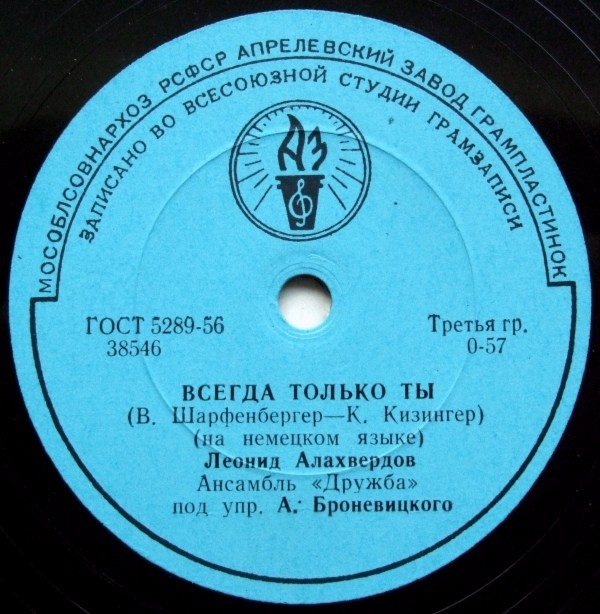 МОСОБЛСОВНАРХОЗ РСФСР АПРЕЛЕВСКИЙ ЗАВОД ГРАМПЛАСТИНОК
ЗАПИСАНО ВО ВСЕСОЮЗНОЙ СТУДИИ ГРАМЗАПИСИ
АЗ
ГОСТ 5289-56
38546
Третья гр.
0-57
ВСЕГДА ТОЛЬКО ТЫ
(В. Шарфенбергер—К. Кизингер)
(на немецком языке)
Леонид Алахвердов
Ансамбль «Дружба»
под упр. А. Броневицкого